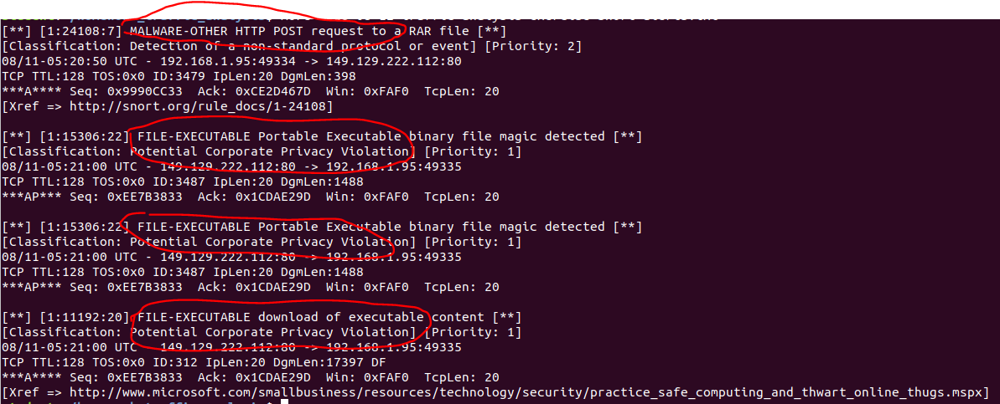 [**] [1:24108:7] MALWARE-OTHER HTTP POST request to a RAR file [**]
[Classification: Detection of a non-standard protocol or event] [Priority: 2]
08/11-05:20:50 UTC - 192.168.1.95:49334 -> 149.129.222.112:80
TCP TTL:128 TOS:0x0 ID:3479 IpLen:20 DgmLen:398
***A**** Seq: 0x9990CC33  Ack: 0xCE2D467D  Win: 0xFAF0  TcpLen: 20
[Xref => http://snort.org/rule_docs/1-24108]
[**] [1:15306:22] FILE-EXECUTABLE Portable Executable binary file magic detected [**]
[Classification: Potential Corporate Privacy Violation] [Priority: 1]
08/11-05:21:00 UTC - 149.129.222.112:80 -> 192.168.1.95:49335
TCP TTL:128 TOS:0x0 ID:3487 IpLen:20 DgmLen:1488
***AP*** Seq: 0xEE7B3833  Ack: 0x1CDAE29D  Win: 0xFAF0  TcpLen: 20
[**] [1:15306:22] FILE-EXECUTABLE Portable Executable binary file magic detected [**]
[Classification: Potential Corporate Privacy Violation] [Priority: 1]
08/11-05:21:00 UTC - 149.129.222.112:80 -> 192.168.1.95:49335
TCP TTL:128 TOS:0x0 ID:3487 IpLen:20 DgmLen:1488
***AP*** Seq: 0xEE7B3833  Ack: 0x1CDAE29D  Win: 0xFAF0  TcpLen: 20
[**] [1:11192:20] FILE-EXECUTABLE download of executable content [**]
[Classification: Potential Corporate Privacy Violation] [Priority: 1]
08/11-05:21:00 UTC - 149.129.222.112:80 -> 192.168.1.95:49335
TCP TTL:128 TOS:0x0 ID:312 IpLen:20 DgmLen:17397 DF
***A**** Seq: 0xEE7B3833  Ack: 0x1CDAE29D  Win: 0xFAF0  TcpLen: 20
[Xref => http://www.microsoft.com/smallbusiness/resources/technology/security/practice_safe_computing_and_thwart_online_thugs.mspx]